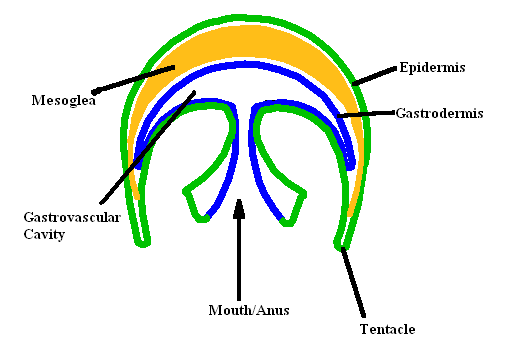 Epidermis
Mesoglea
Gastrodermis
Gastrovascular
Cavity
Mouth/Anus
Tentacle